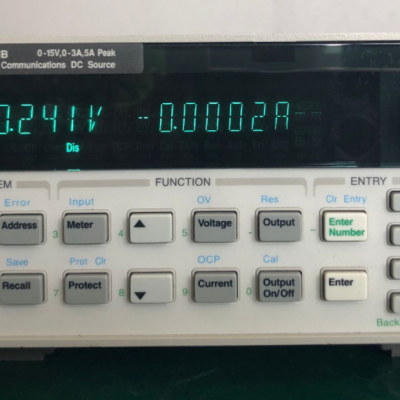 B 0-15V,0-3A,5A Peak
Communications DC Source
0.241V -0.0002A
Dis
FUNCTION ENTRY
Error Input OV Res Clr Entry
Address 3 Meter 4 ▲ 5 Voltage - Output - Enter Number
Save Prot Clr OCP Cal
Recall 7 Protect 8 ▼ 9 Current 0 Output On/Off Enter